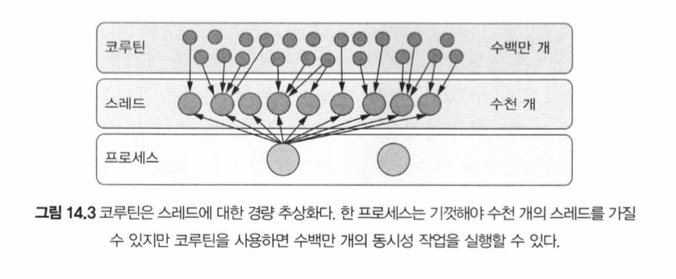 코루틴 수백만 개
스레드 수천 개
프로세스
그림 14.3 코루틴은 스레드에 대한 경량 추상화다. 한 프로세스는 기껏해야 수천 개의 스레드를 가질
수 있지만 코루틴을 사용하면 수백만 개의 동시성 작업을 실행할 수 있다.